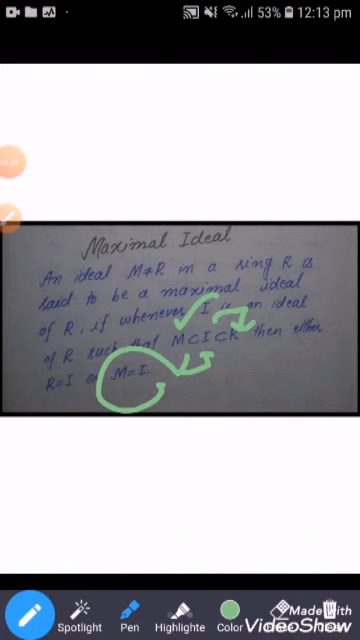 53% 12:13 pm
Maximal Ideal
An ideal M≠R in a ring R is
said to be a maximal ideal
of R, if whenever I is an ideal
of R such that M⊂I⊂R then either
R=I or M=I
Spotlight Pen Highlighte Color
Made with
VideoShow